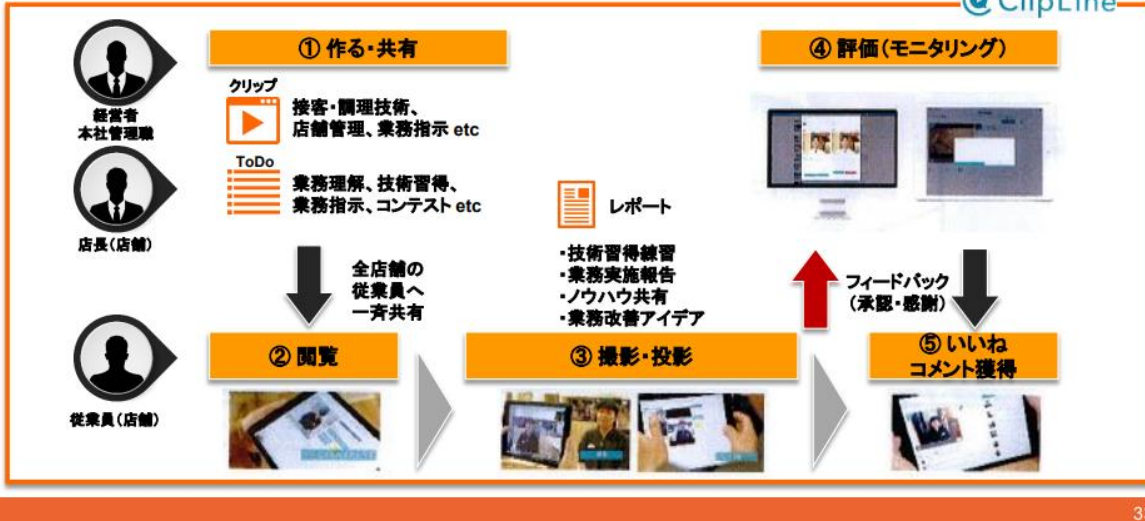 ClipLine
① 作る・共有
④ 評価(モニタリング)
経営者
本社管理職
クリップ
接客・調理技術、
店舗管理、業務指示 etc
店長(店舗)
ToDo
業務理解、技術習得、
業務指示、コンテスト etc
全店舗の
従業員へ
一斉共有
レポート
・技術習得練習
・業務実施報告
・ノウハウ共有
・業務改善アイデア
フィードバック
(承認・感謝)
従業員(店舗)
② 閲覧
③ 撮影・投影
⑤ いいね
コメント獲得